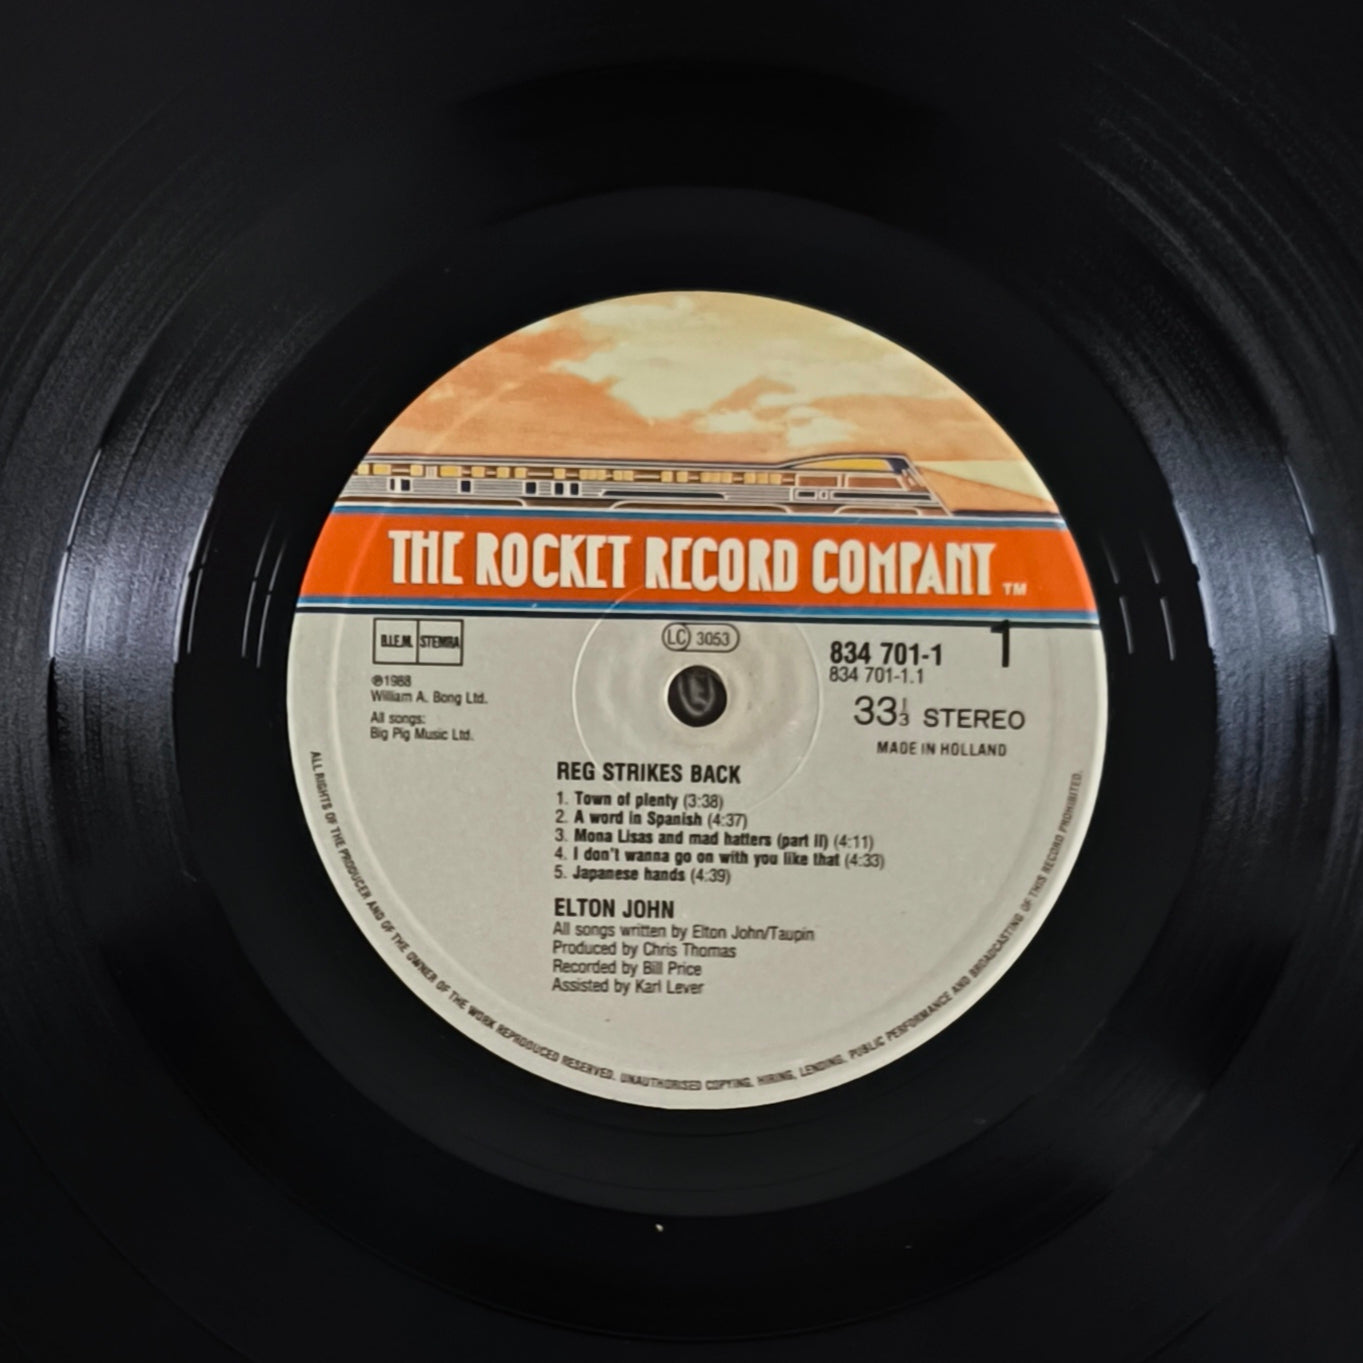 THE ROCKET RECORD COMPANY TM
B.I.E.M. STEMRA
LC 3053
834 701-1
1
834 701-1.1
℗1988
William A. Bong Ltd.
33⅓ STEREO
All songs:
Big Pig Music Ltd.
MADE IN HOLLAND
REG STRIKES BACK
1. Town of plenty (3:38)
2. A word in Spanish (4:37)
3. Mona Lisas and mad hatters (part II) (4:11)
4. I don't wanna go on with you like that (4:33)
5. Japanese hands (4:39)
ELTON JOHN
All songs written by Elton John/Taupin
Produced by Chris Thomas
Recorded by Bill Price
Assisted by Karl Lever
ALL RIGHTS OF THE PRODUCER AND OF THE OWNER OF THE WORK REPRODUCED RESERVED. UNAUTHORISED COPYING, HIRING, LENDING, PUBLIC PERFORMANCE AND BROADCASTING OF THIS RECORD PROHIBITED.